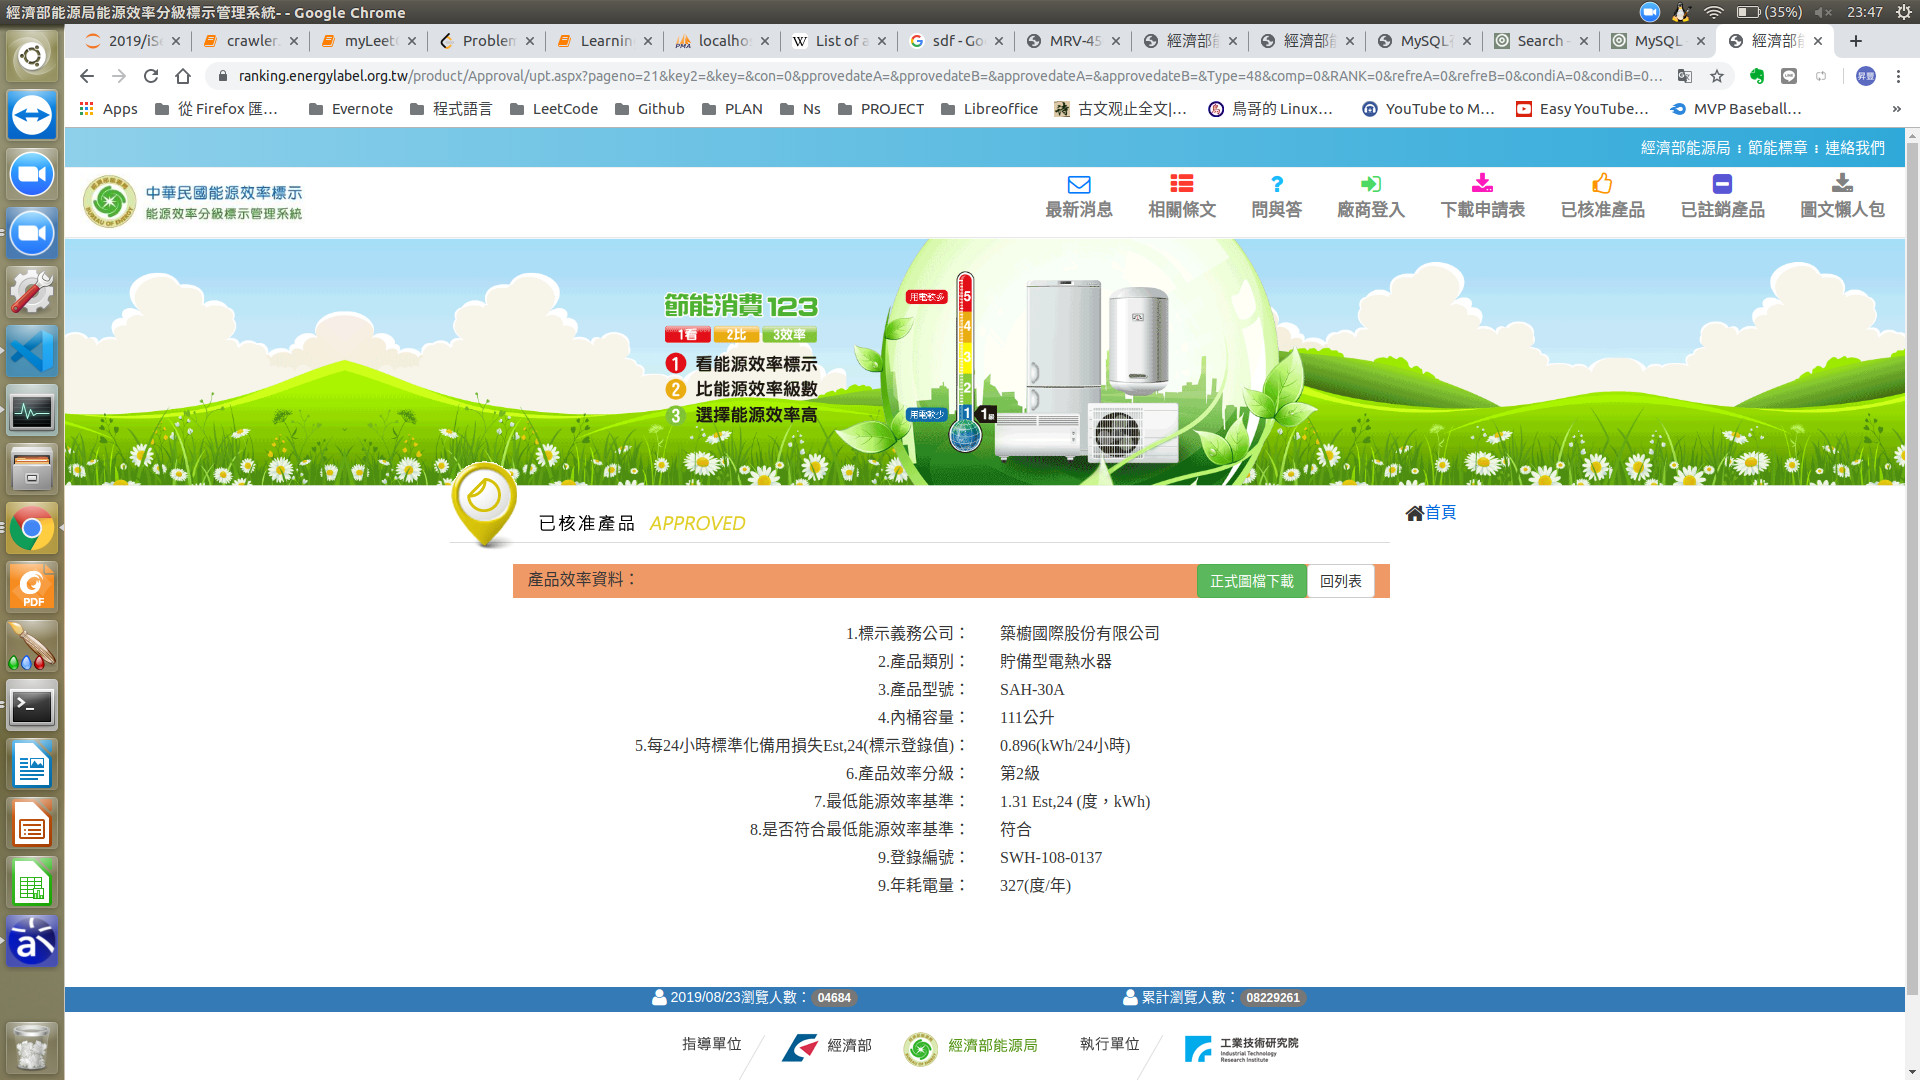 經濟部能源局能源效率分級標示管理系統- - Google Chrome
(35%)
23:47
2019/iSe
crawler.
myLeetC
Problem
Learning
localho
List of a
sdf - Go
MRV-45
經濟部能
經濟部能
MySQL
Search -
MySQL -
經濟部能
ranking.energylabel.org.tw/product/Approval/upt.aspx?pageno=21&key2=&key=&con=0&pprovedateA=&pprovedateB=&approvedateA=&approvedateB=&Type=48&comp=0&RANK=0&refreA=0&refreB=0&condiA=0&condiB=0...
昇豐
Apps
從 Firefox 匯...
Evernote
程式語言
LeetCode
Github
PLAN
Ns
PROJECT
Libreoffice
古文观止全文|...
鳥哥的 Linux...
YouTube to M...
Easy YouTube...
MVP Baseball...
»
經濟部能源局
節能標章
連絡我們
中華民國能源效率標示
能源效率分級標示管理系統
最新消息
相關條文
問與答
廠商登入
下載申請表
已核准產品
已註銷產品
圖文懶人包
節能消費123
1看 2比 3效率
1 看能源效率標示
2 比能源效率級數
3 選擇能源效率高
用電較多
5
4
3
2
用電較少
1
1級
已核准產品 APPROVED
首頁
產品效率資料：
正式圖檔下載
回列表
1.標示義務公司： 築櫥國際股份有限公司
2.產品類別： 貯備型電熱水器
3.產品型號： SAH-30A
4.內桶容量： 111公升
5.每24小時標準化備用損失Est,24(標示登錄值)： 0.896(kWh/24小時)
6.產品效率分級： 第2級
7.最低能源效率基準： 1.31 Est,24 (度，kWh)
8.是否符合最低能源效率基準： 符合
9.登錄編號： SWH-108-0137
9.年耗電量： 327(度/年)
2019/08/23瀏覽人數： 04684
累計瀏覽人數： 08229261
指導單位
經濟部
經濟部能源局
執行單位
工業技術研究院
Industrial Technology
Research Institute
PDF